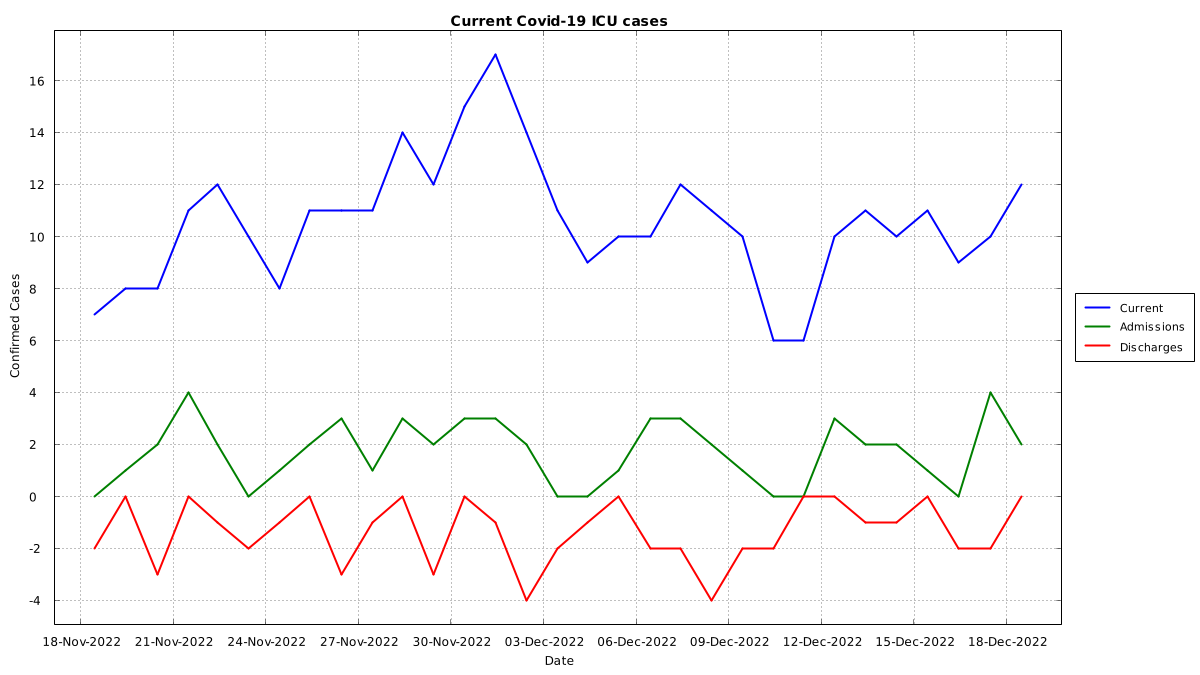 Current Covid-19 ICU cases
Confirmed Cases
16
14
12
10
8
6
4
2
0
-2
-4
18-Nov-2022 21-Nov-2022 24-Nov-2022 27-Nov-2022 30-Nov-2022 03-Dec-2022 06-Dec-2022 09-Dec-2022 12-Dec-2022 15-Dec-2022 18-Dec-2022
Date
Current
Admissions
Discharges